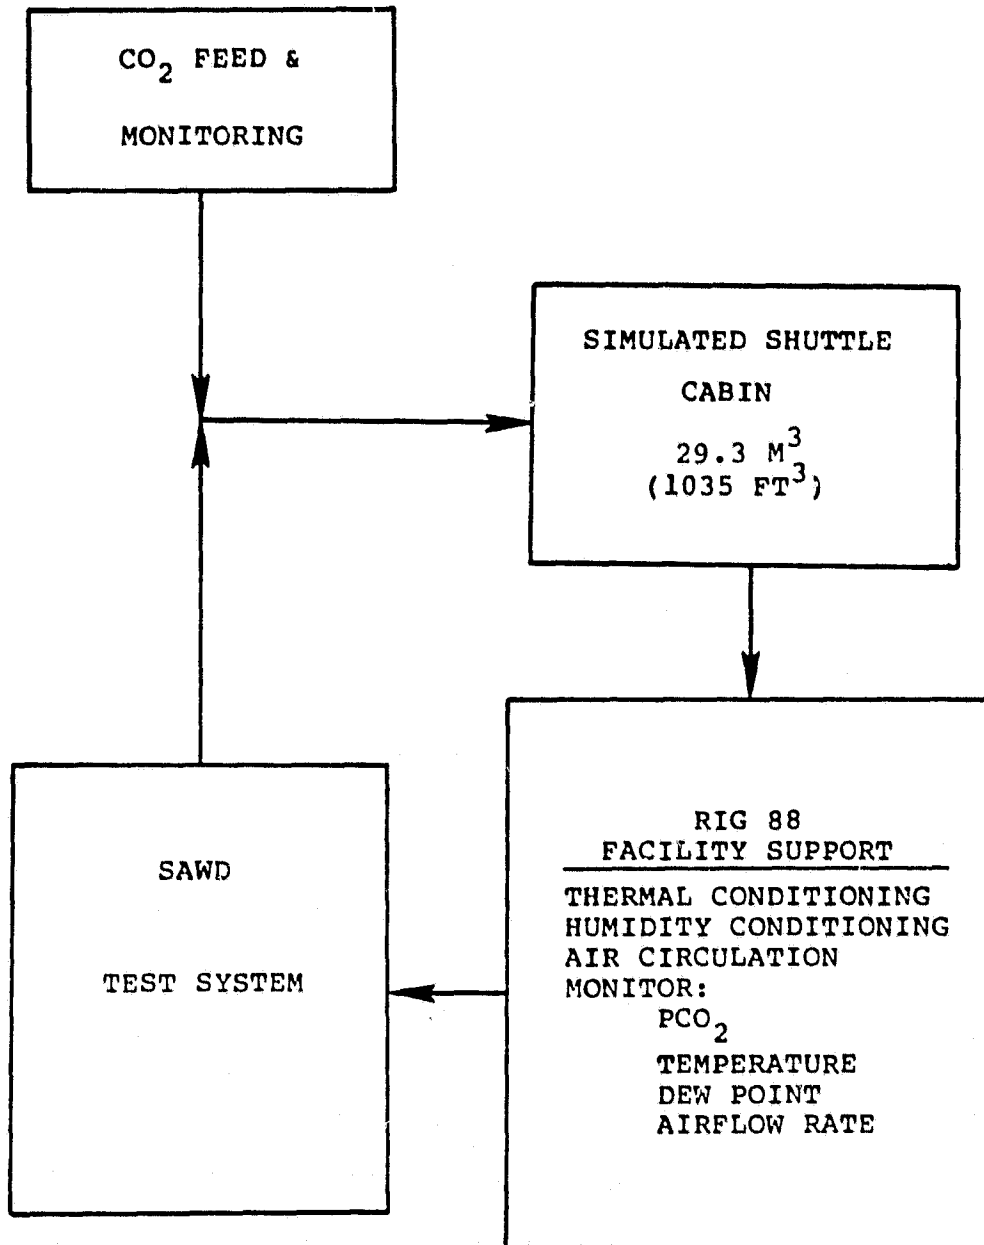 CO₂ FEED &
MONITORING
SIMULATED SHUTTLE
CABIN
29.3 M³
(1035 FT³)
RIG 88
FACILITY SUPPORT
THERMAL CONDITIONING
HUMIDITY CONDITIONING
AIR CIRCULATION
MONITOR:
PCO₂
TEMPERATURE
DEW POINT
AIRFLOW RATE
SAWD
TEST SYSTEM